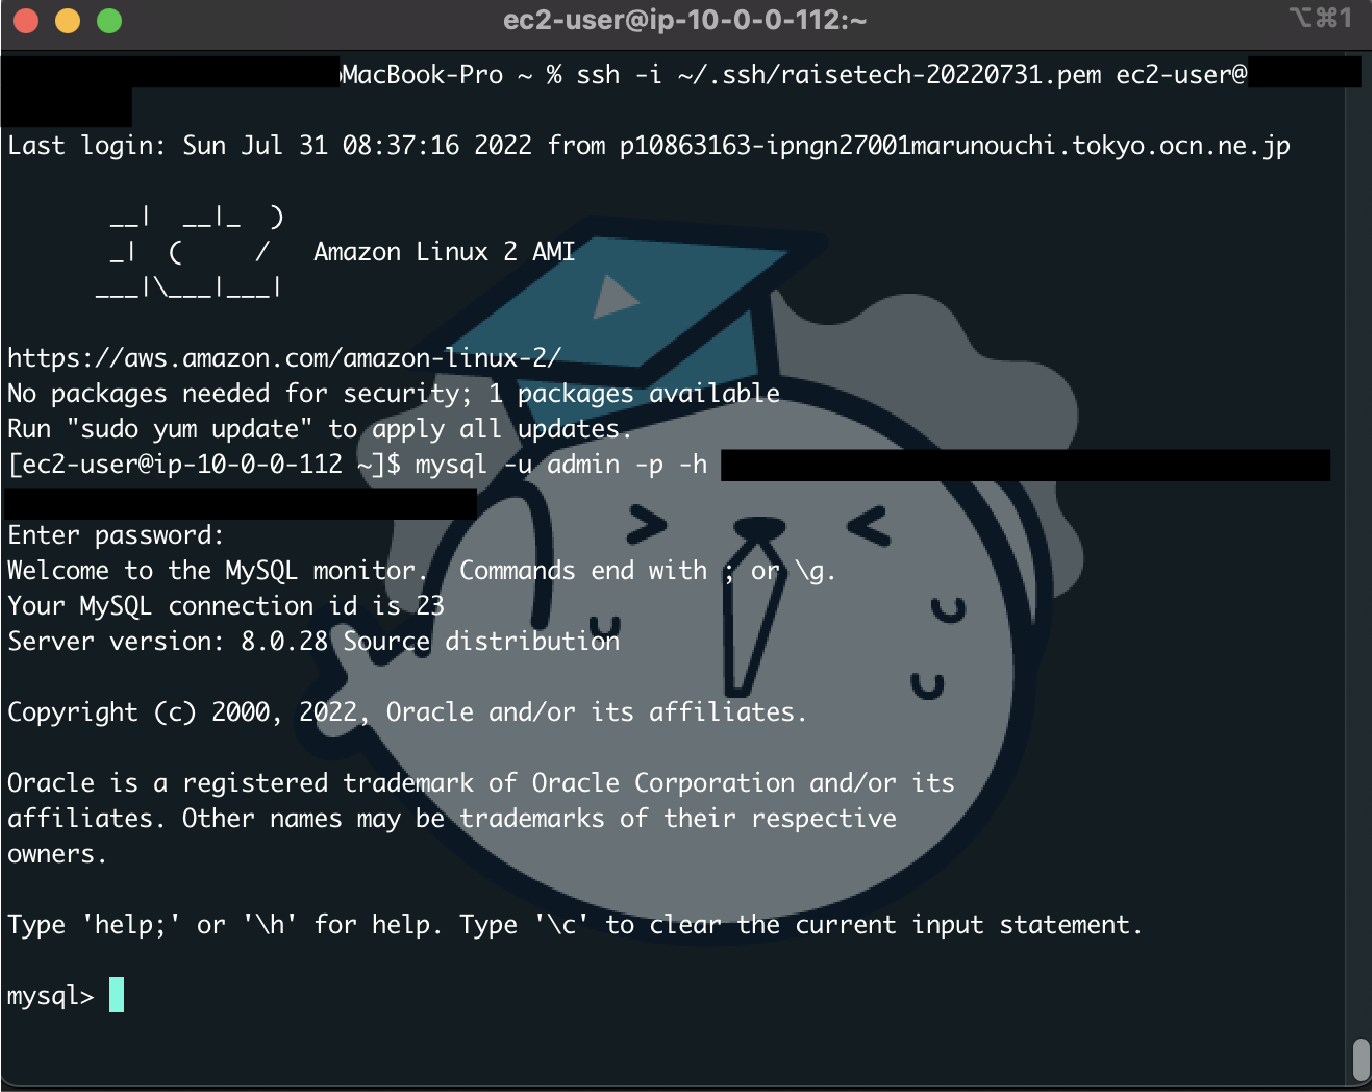 ec2-user@ip-10-0-0-112:~
⌥⌘1
MacBook-Pro ~ % ssh -i ~/.ssh/raisetech-20220731.pem ec2-user@
Last login: Sun Jul 31 08:37:16 2022 from p10863163-ipngn27001marunouchi.tokyo.ocn.ne.jp
       __|  __|_  )
       _|  (     /   Amazon Linux 2 AMI
      ___|\___|___|
https://aws.amazon.com/amazon-linux-2/
No packages needed for security; 1 packages available
Run "sudo yum update" to apply all updates.
[ec2-user@ip-10-0-0-112 ~]$ mysql -u admin -p -h
Enter password:
Welcome to the MySQL monitor.  Commands end with ; or \g.
Your MySQL connection id is 23
Server version: 8.0.28 Source distribution
Copyright (c) 2000, 2022, Oracle and/or its affiliates.
Oracle is a registered trademark of Oracle Corporation and/or its
affiliates. Other names may be trademarks of their respective
owners.
Type 'help;' or '\h' for help. Type '\c' to clear the current input statement.
mysql>